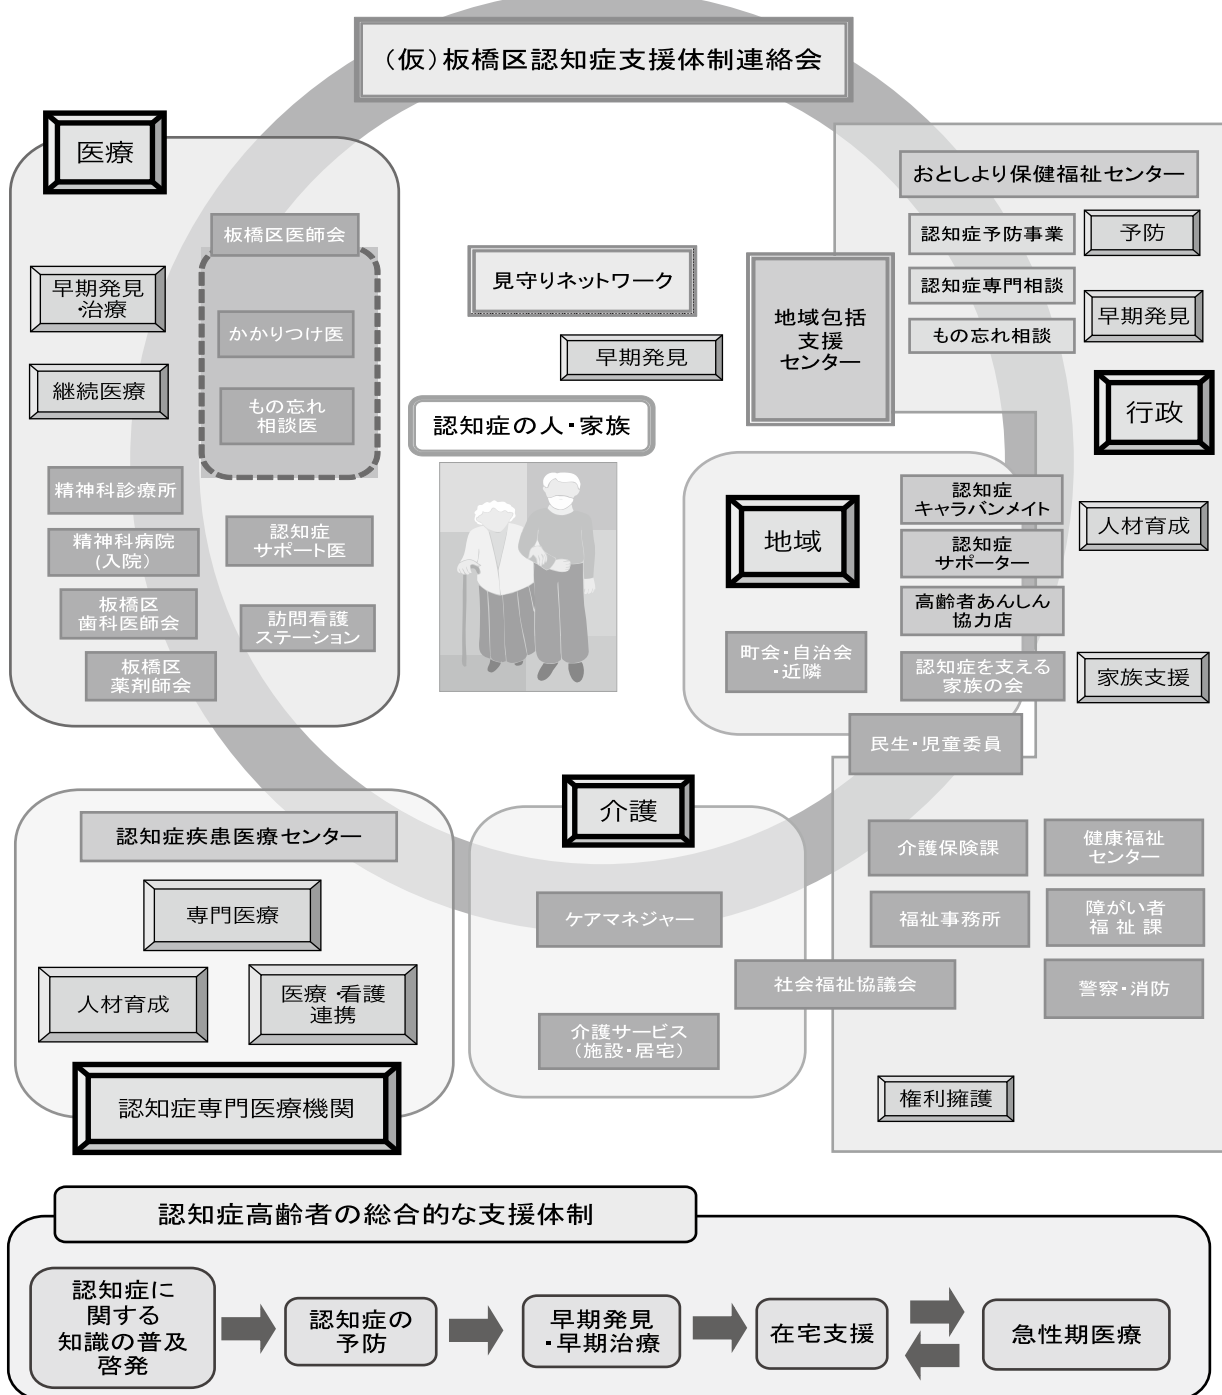 （仮）板橋区認知症支援体制連絡会
医療
板橋区医師会
早期発見
・治療
かかりつけ医
継続医療
もの忘れ
相談医
精神科診療所
精神科病院
(入院）
認知症
サポート医
板橋区
歯科医師会
訪問看護
ステーション
板橋区
薬剤師会
見守りネットワーク
早期発見
認知症の人・家族
地域包括
支援
センター
おとしより保健福祉センター
認知症予防事業
予防
認知症専門相談
早期発見
もの忘れ相談
行政
地域
認知症
キャラバンメイト
人材育成
認知症
サポーター
高齢者あんしん
協力店
町会・自治会
・近隣
認知症を支える
家族の会
家族支援
民生・児童委員
認知症疾患医療センター
専門医療
人材育成
医療・看護
連携
認知症専門医療機関
介護
ケアマネジャー
社会福祉協議会
介護サービス
（施設・居宅）
介護保険課
健康福祉
センター
福祉事務所
障がい者
福祉課
警察・消防
権利擁護
認知症高齢者の総合的な支援体制
認知症に
関する
知識の普及
啓発
認知症の
予防
早期発見
・早期治療
在宅支援
急性期医療